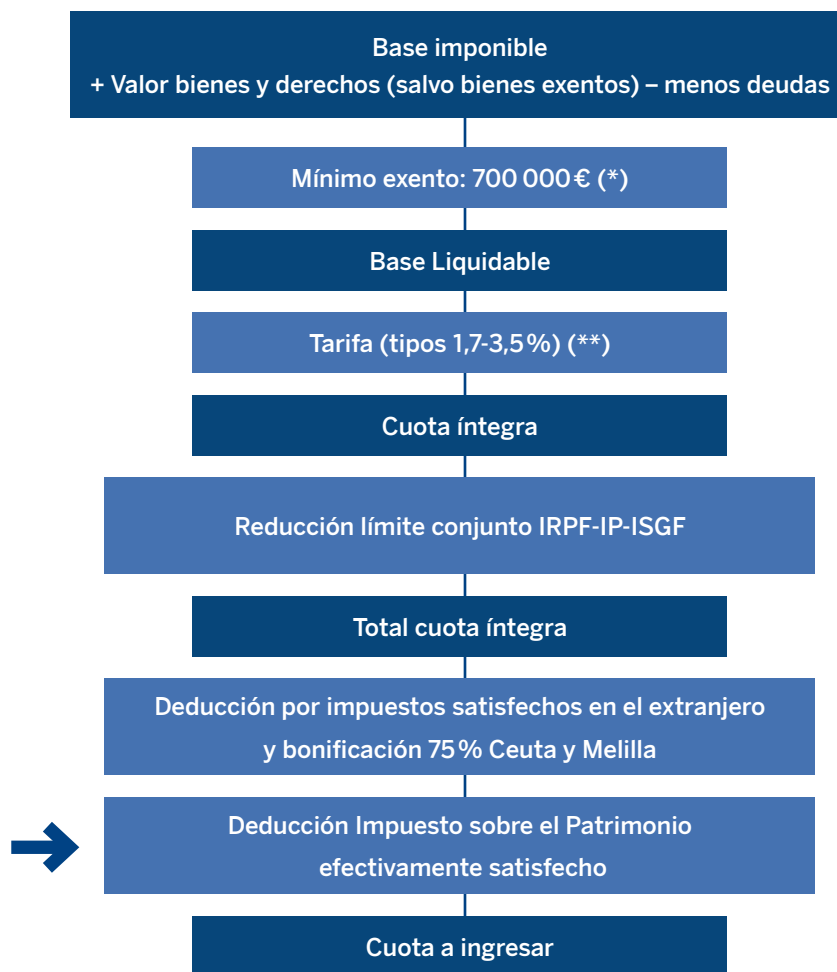 Base imponible
+ Valor bienes y derechos (salvo bienes exentos) – menos deudas
Mínimo exento: 700 000 € (*)
Base Liquidable
Tarifa (tipos 1,7-3,5 %) (**)
Cuota íntegra
Reducción límite conjunto IRPF-IP-ISGF
Total cuota íntegra
Deducción por impuestos satisfechos en el extranjero
y bonificación 75 % Ceuta y Melilla
Deducción Impuesto sobre el Patrimonio
efectivamente satisfecho
Cuota a ingresar